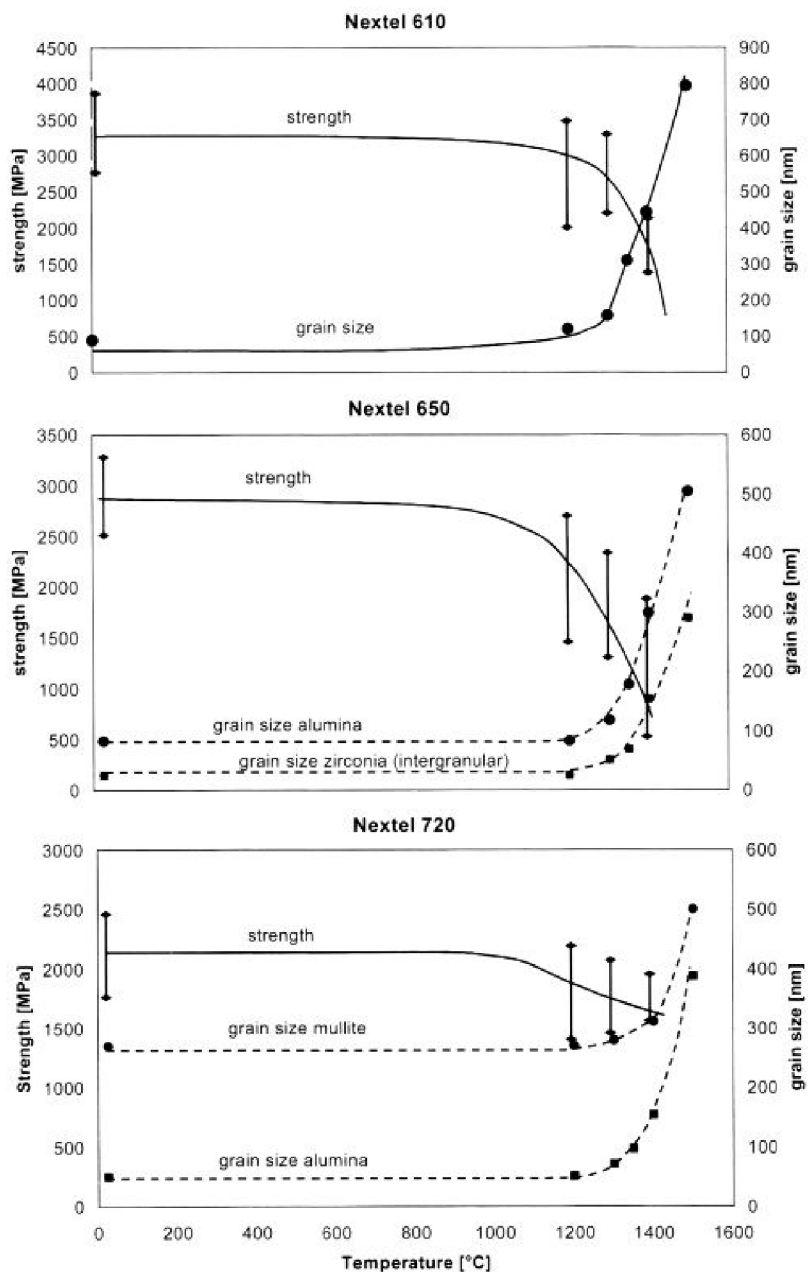 Nextel 610
4500
4000
3500
3000
2500
2000
1500
1000
500
0
strength [MPa]
strength
grain size
900
800
700
600
500
400
300
200
100
0
grain size [nm]
Nextel 650
3500
3000
2500
2000
1500
1000
500
0
strength [MPa]
strength
grain size alumina
grain size zirconia (intergranular)
600
500
400
300
200
100
0
grain size [nm]
Nextel 720
3000
2500
2000
1500
1000
500
0
Strength [MPa]
strength
grain size mullite
grain size alumina
600
500
400
300
200
100
0
grain size [nm]
0 200 400 600 800 1000 1200 1400 1600
Temperature [°C]